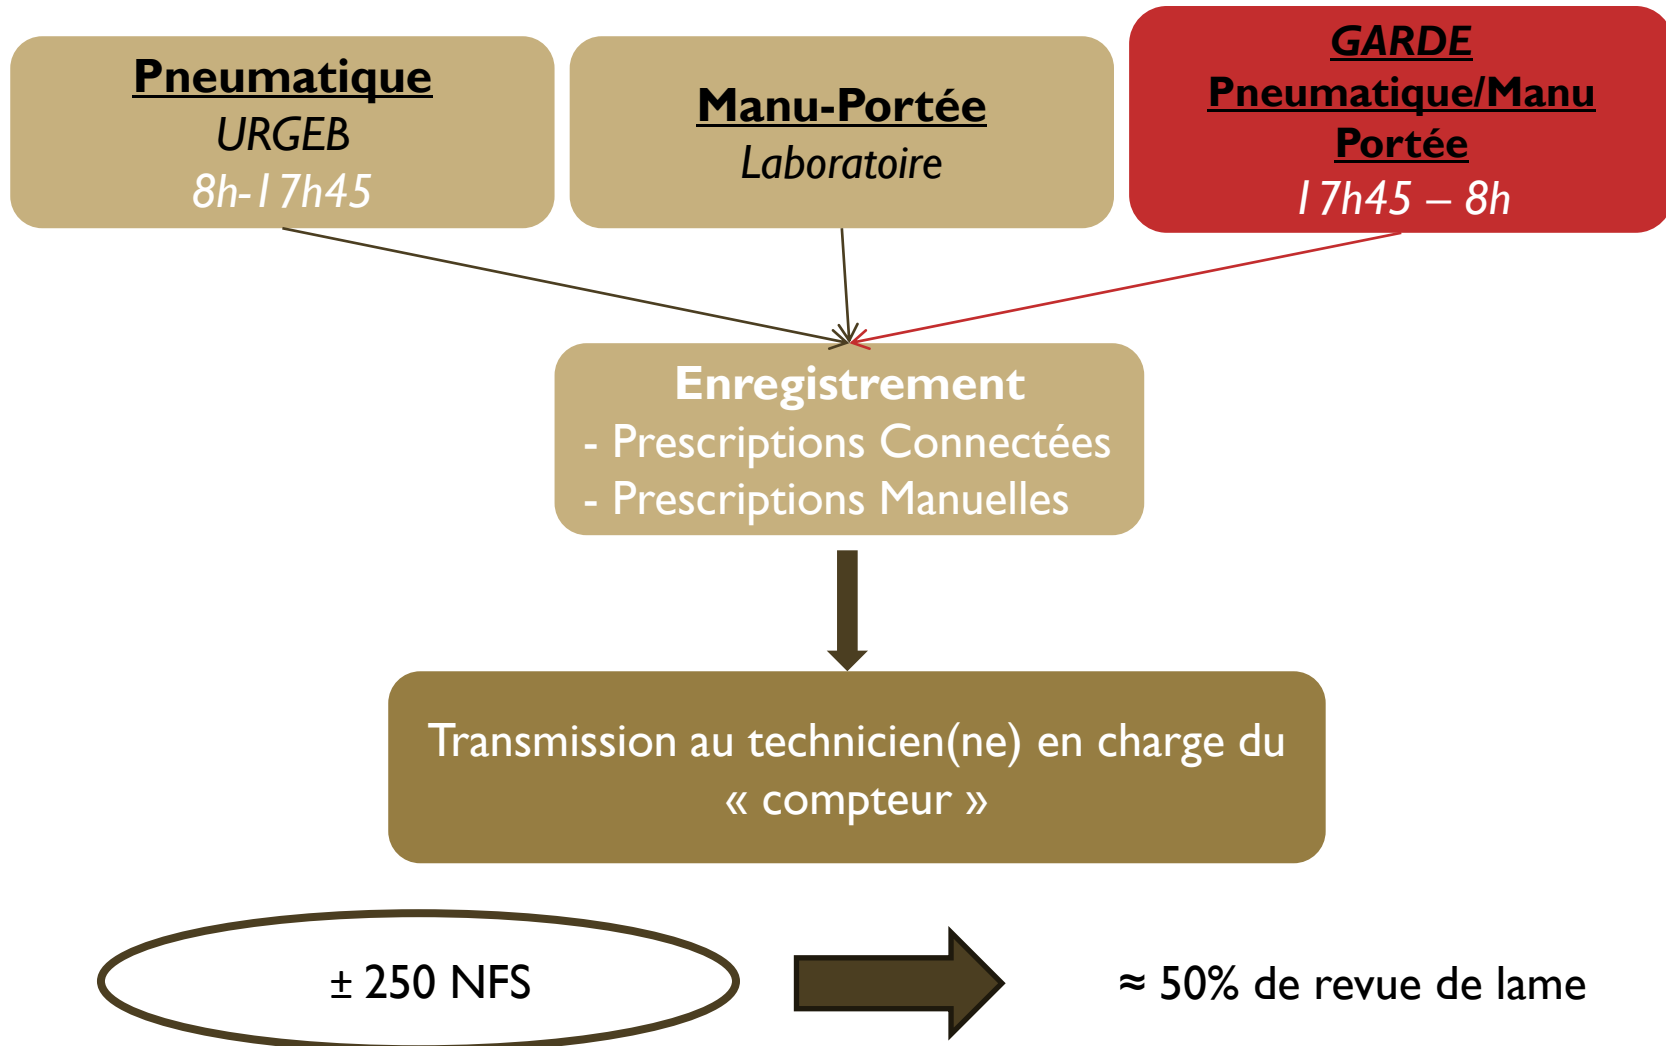 Pneumatique
URGEB
8h-17h45
Manu-Portée
Laboratoire
GARDE
Pneumatique/Manu
Portée
17h45 – 8h
Enregistrement
- Prescriptions Connectées
- Prescriptions Manuelles
Transmission au technicien(ne) en charge du
« compteur »
± 250 NFS
≈ 50% de revue de lame